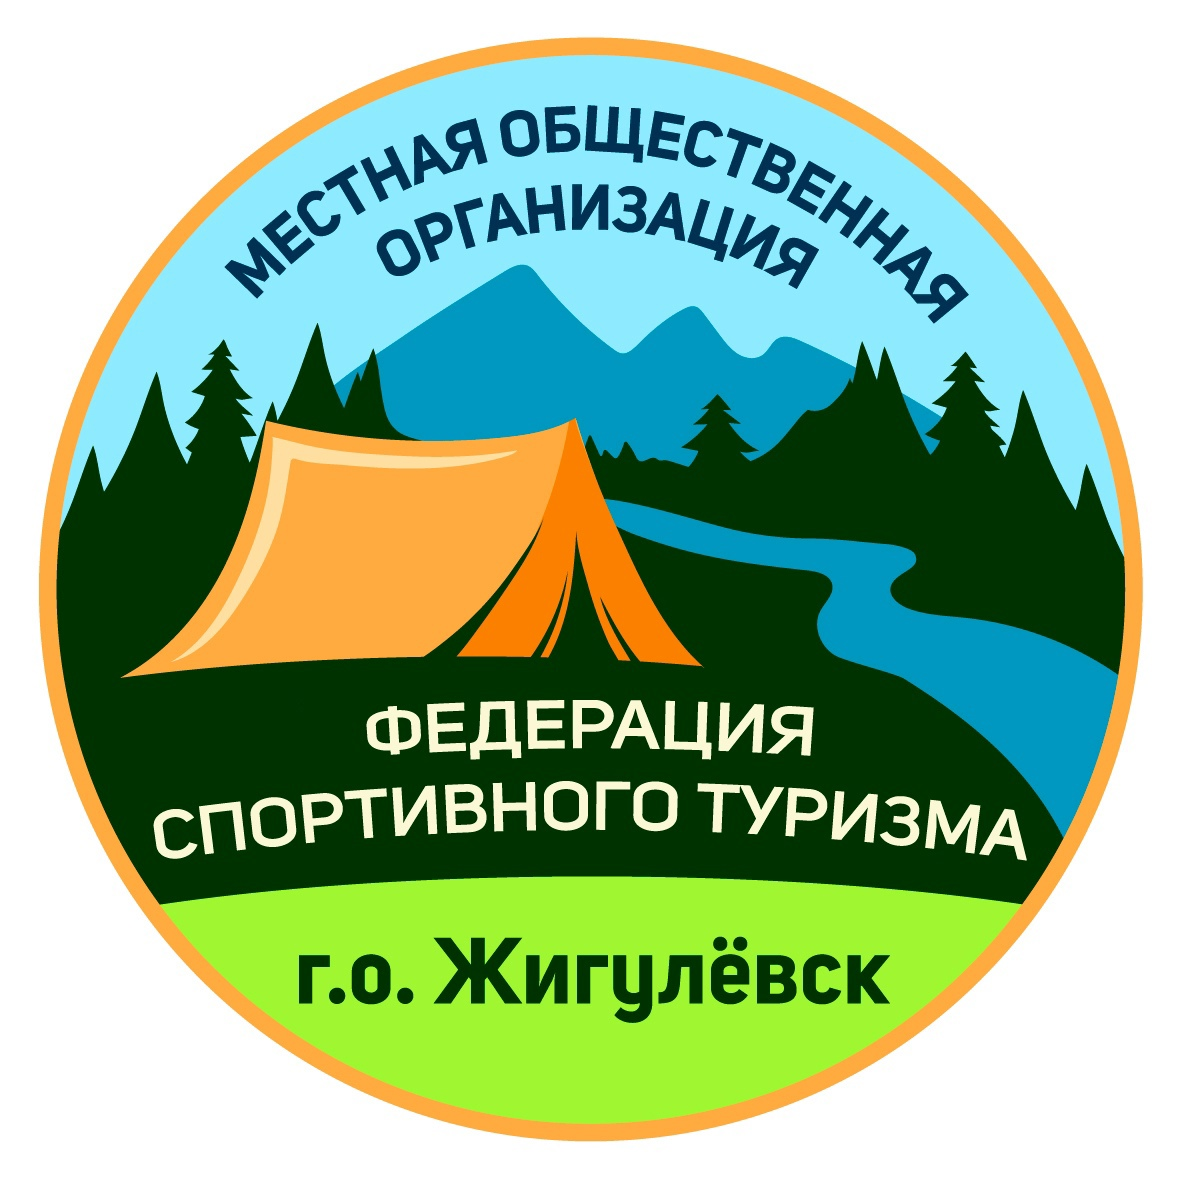 МЕСТНАЯ ОБЩЕСТВЕННАЯ
ОРГАНИЗАЦИЯ
ФЕДЕРАЦИЯ
СПОРТИВНОГО ТУРИЗМА
г.о. Жигулёвск